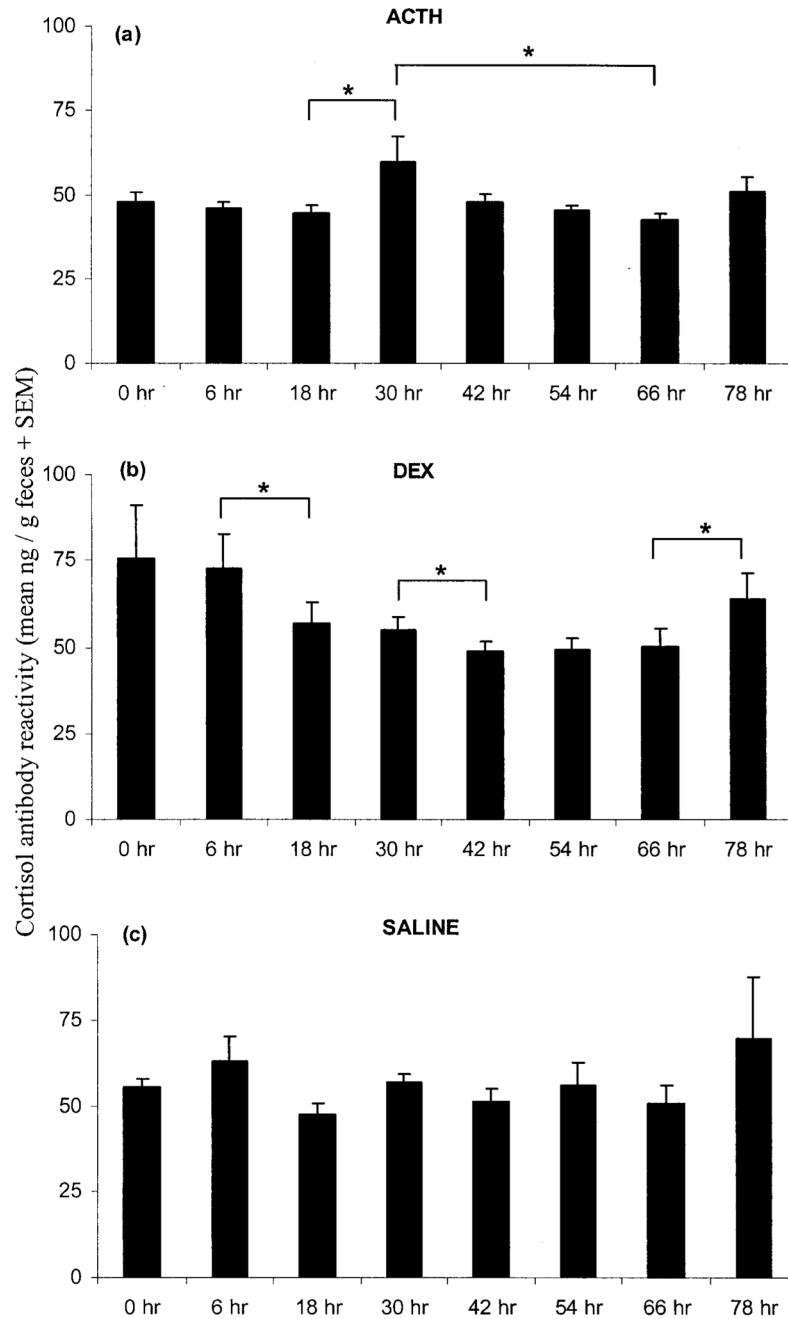 ACTH
(a)
100
*
*
75
50
25
0
0 hr 6 hr 18 hr 30 hr 42 hr 54 hr 66 hr 78 hr
Cortisol antibody reactivity (mean ng / g feces + SEM)
DEX
(b)
100
*
*
*
75
50
25
0
0 hr 6 hr 18 hr 30 hr 42 hr 54 hr 66 hr 78 hr
SALINE
(c)
100
75
50
25
0
0 hr 6 hr 18 hr 30 hr 42 hr 54 hr 66 hr 78 hr